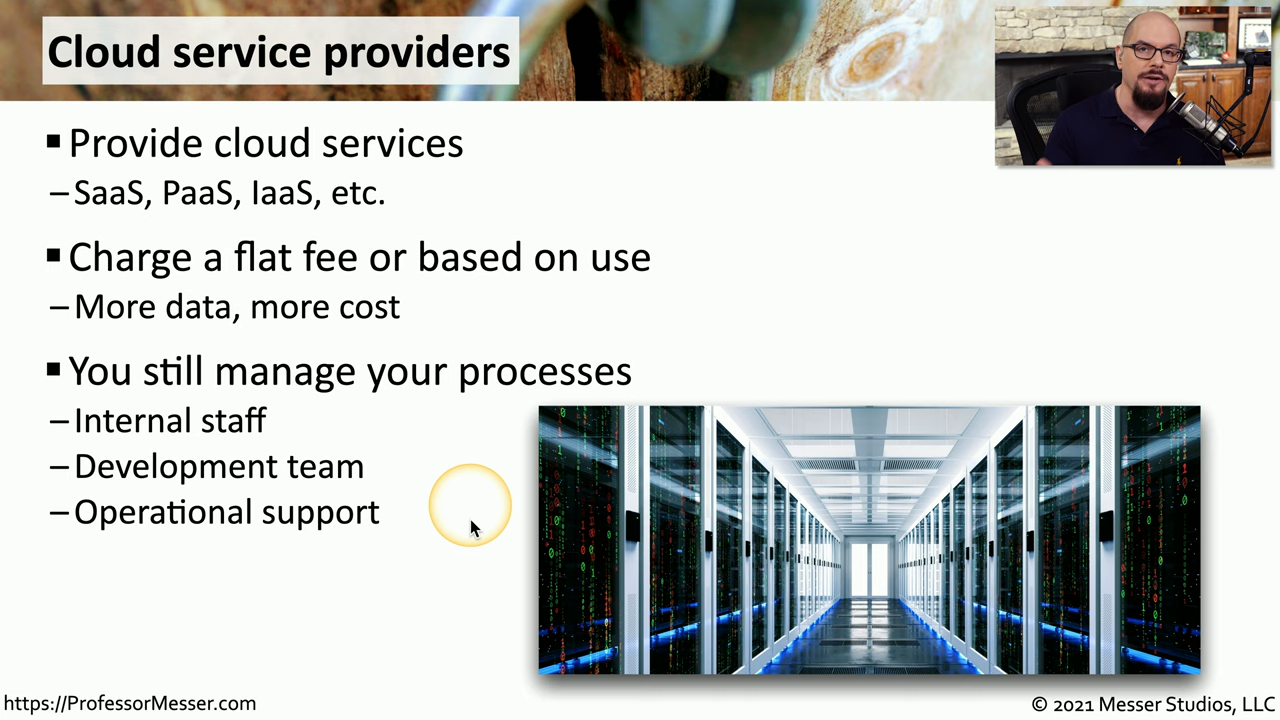 Cloud service providers
▪ Provide cloud services
– SaaS, PaaS, IaaS, etc.
▪ Charge a flat fee or based on use
– More data, more cost
▪ You still manage your processes
– Internal staff
– Development team
– Operational support
https://ProfessorMesser.com
© 2021 Messer Studios, LLC